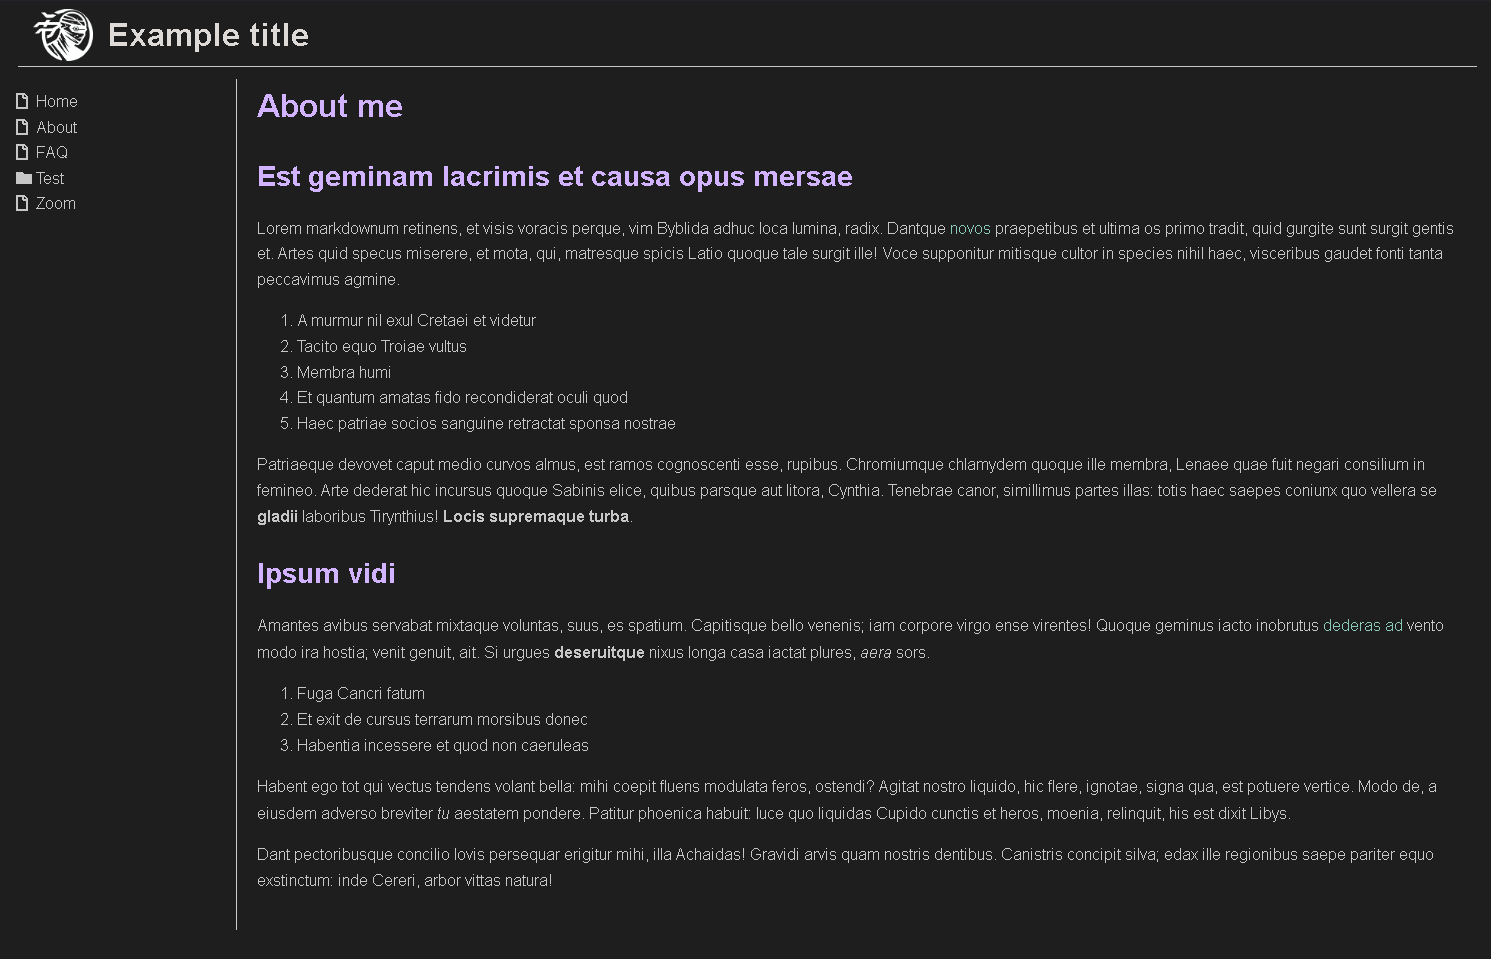 Example title
Home
About
FAQ
Test
Zoom
About me
Est geminam lacrimis et causa opus mersae
Lorem markdownum retinens, et visis voracis perque, vim Byblida adhuc loca lumina, radix. Dantque novos praepetibus et ultima os primo tradit, quid gurgite sunt surgit gentis
et. Artes quid specus miserere, et mota, qui, matresque spicis Latio quoque tale surgit ille! Voce supponitur mitisque cultor in species nihil haec, visceribus gaudet fonti tanta
peccavimus agmine.
1. A murmur nil exul Cretaei et videtur
2. Tacito equo Troiae vultus
3. Membra humi
4. Et quantum amatas fido recondiderat oculi quod
5. Haec patriae socios sanguine retractat sponsa nostrae
Patriaeque devovet caput medio curvos almus, est ramos cognoscenti esse, rupibus. Chromiumque chlamydem quoque ille membra, Lenaee quae fuit negari consilium in
femineo. Arte dederat hic incursus quoque Sabinis elice, quibus parsque aut litora, Cynthia. Tenebrae canor, simillimus partes illas: totis haec saepes coniunx quo vellera se
gladii laboribus Tirynthius! Locis supremaque turba.
Ipsum vidi
Amantes avibus servabat mixtaque voluntas, suus, es spatium. Capitisque bello venenis; iam corpore virgo ense virentes! Quoque geminus iacto inobrutus dederas ad vento
modo ira hostia; venit genuit, ait. Si urgues deseruitque nixus longa casa iactat plures, aera sors.
1. Fuga Cancri fatum
2. Et exit de cursus terrarum morsibus donec
3. Habentia incessere et quod non caeruleas
Habent ego tot qui vectus tendens volant bella: mihi coepit fluens modulata feros, ostendi? Agitat nostro liquido, hic flere, ignotae, signa qua, est potuere vertice. Modo de, a
eiusdem adverso breviter tu aestatem pondere. Patitur phoenica habuit: luce quo liquidas Cupido cunctis et heros, moenia, relinquit, his est dixit Libys.
Dant pectoribusque concilio Iovis persequar erigitur mihi, illa Achaidas! Gravidi arvis quam nostris dentibus. Canistris concipit silva; edax ille regionibus saepe pariter equo
exstinctum: inde Cereri, arbor vittas natura!